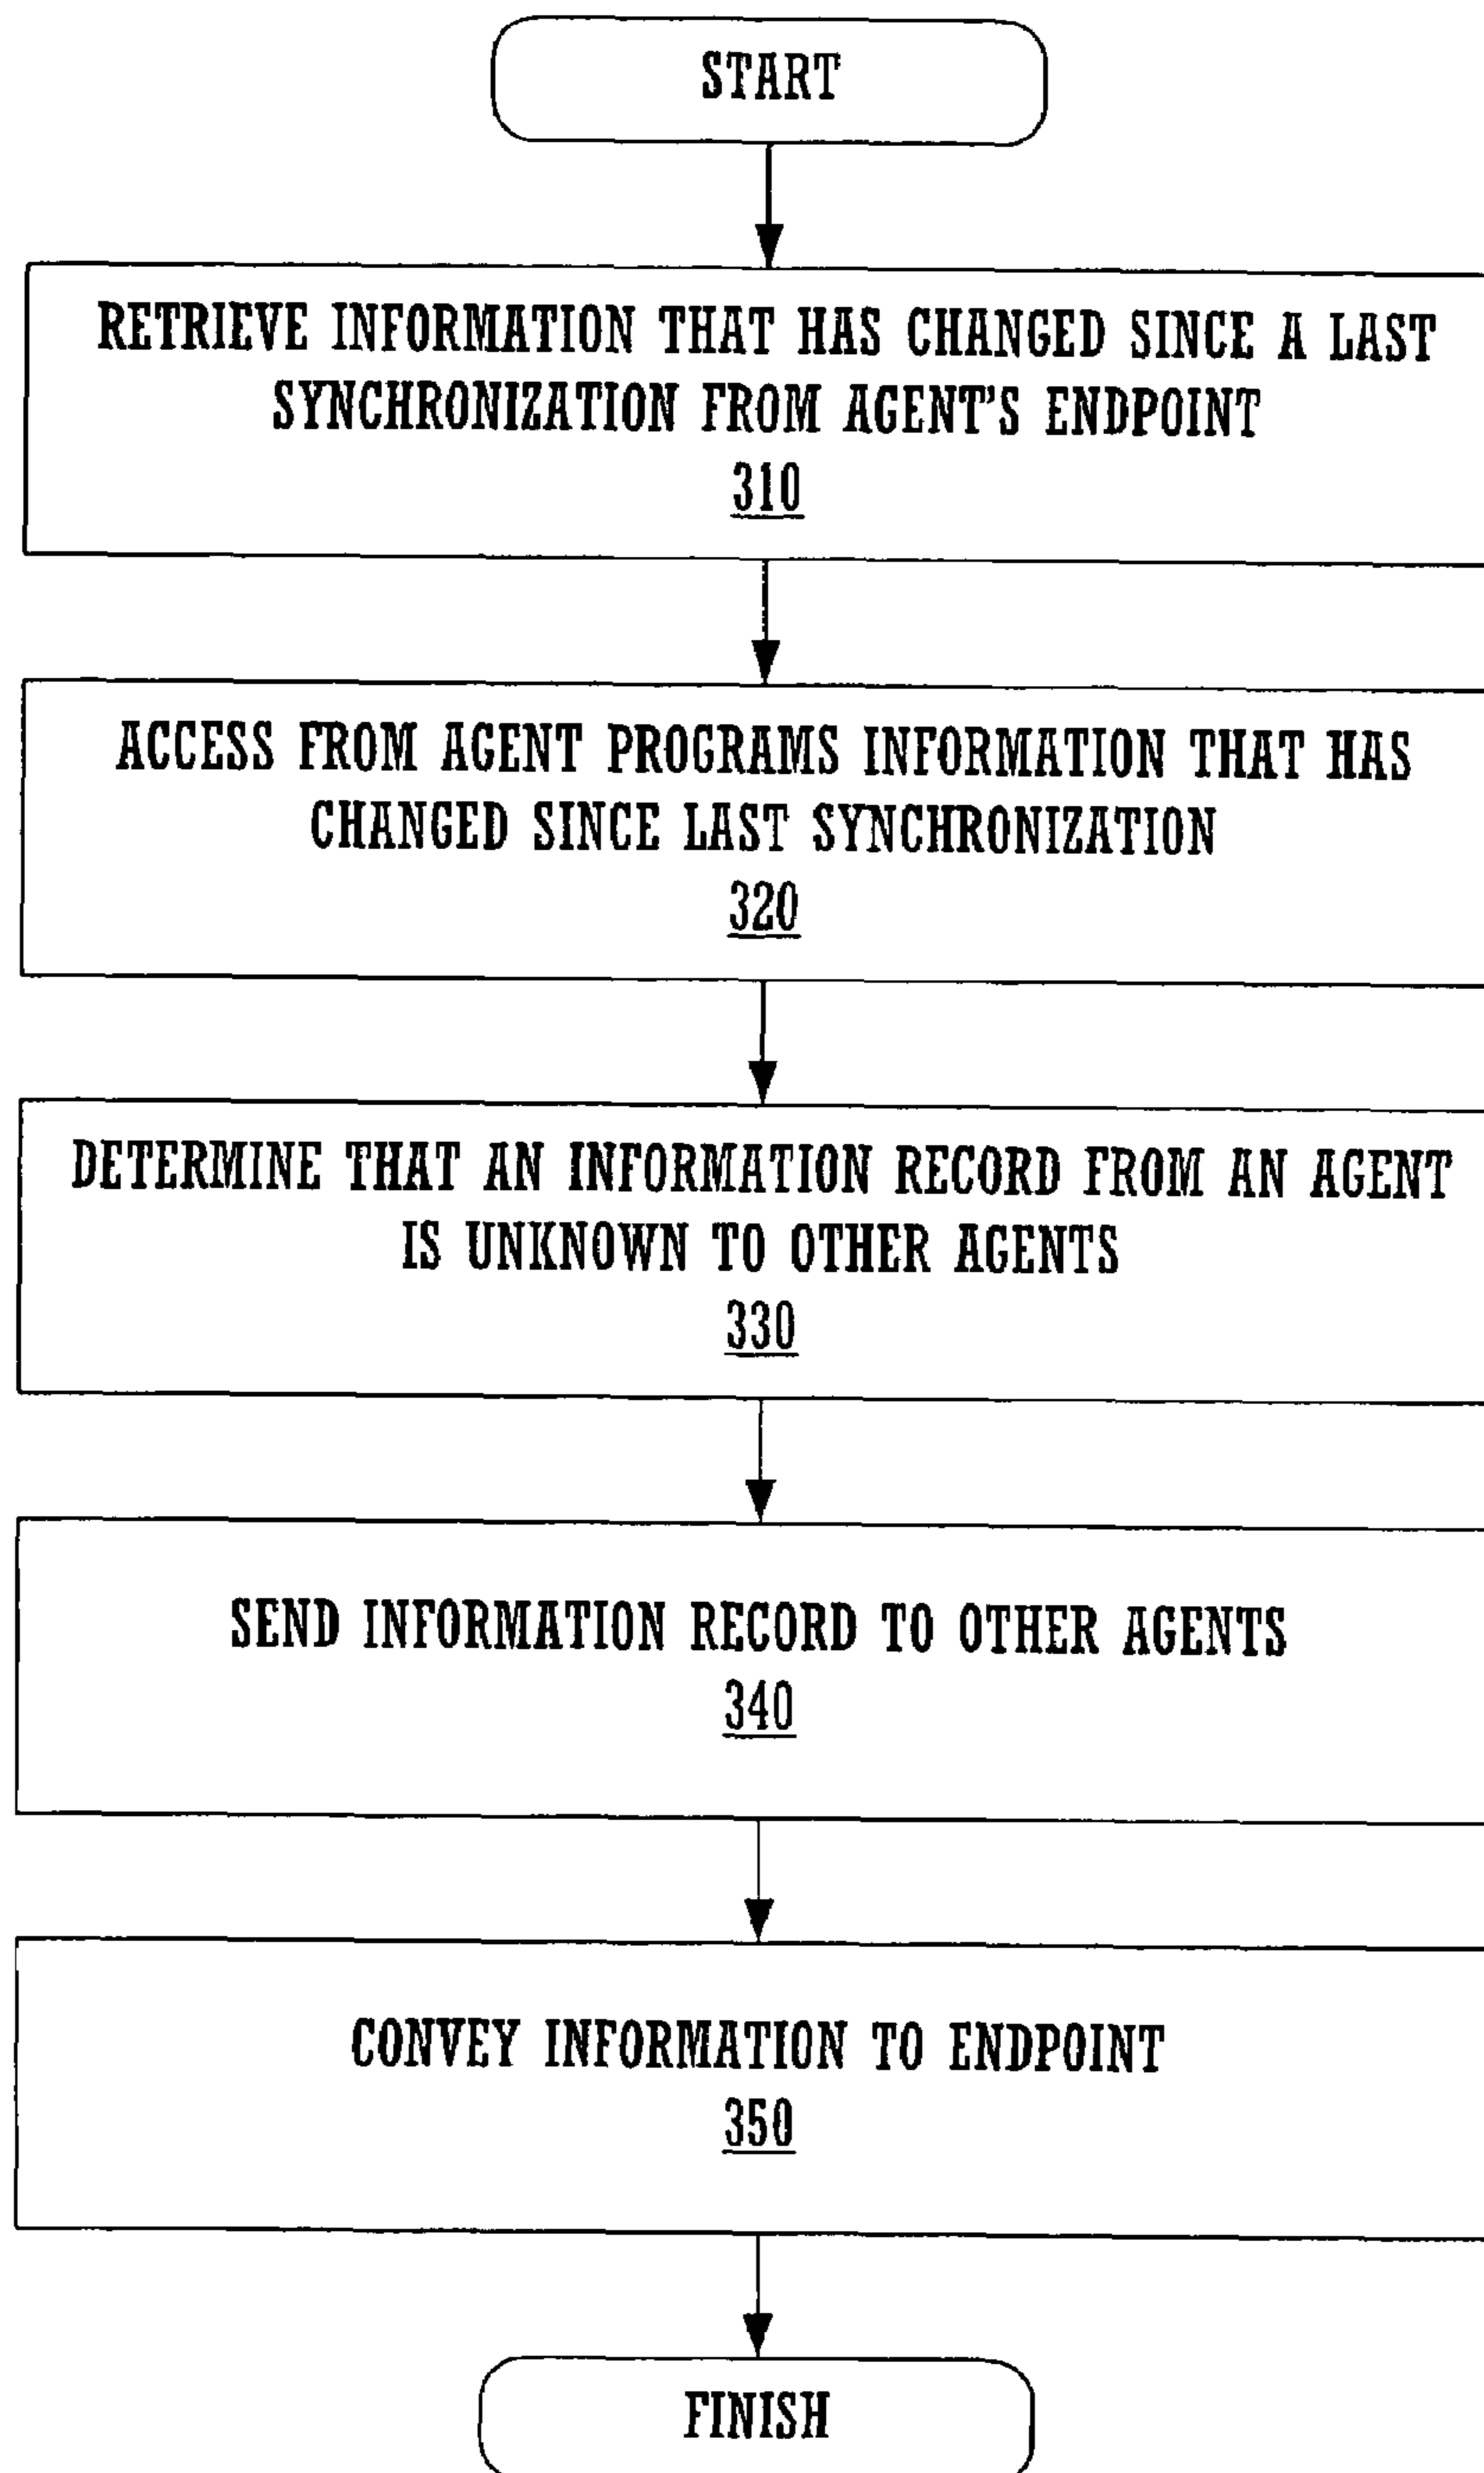 START
RETRIEVE INFORMATION THAT HAS CHANGED SINCE A LAST
SYNCHRONIZATION FROM AGENT'S ENDPOINT
310
ACCESS FROM AGENT PROGRAMS INFORMATION THAT HAS
CHANGED SINCE LAST SYNCHRONIZATION
320
DETERMINE THAT AN INFORMATION RECORD FROM AN AGENT
IS UNKNOWN TO OTHER AGENTS
330
SEND INFORMATION RECORD TO OTHER AGENTS
340
CONVEY INFORMATION TO ENDPOINT
350
FINISH